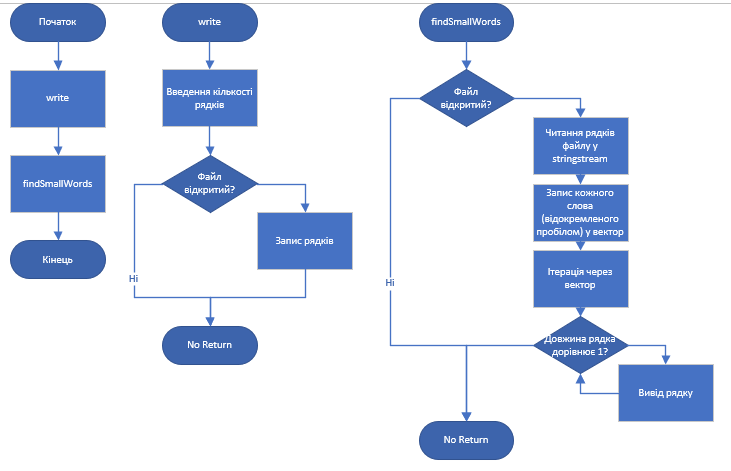 Початок
write
findSmallWords
Кінець
write
Введення кількості
рядків
Файл
відкритий?
Запис рядків
Ні
No Return
findSmallWords
Файл
відкритий?
Читання рядків
файлу у
stringstream
Запис кожного
слова
(відокремленого
пробілом) у вектор
Ітерація через
вектор
Ні
Довжина рядка
дорівнює 1?
Вивід рядку
No Return